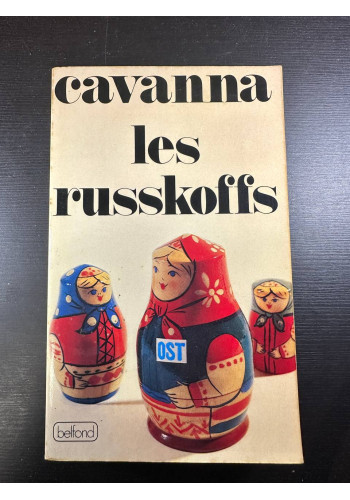 cavanna
les
russkoffs
OST
belfond